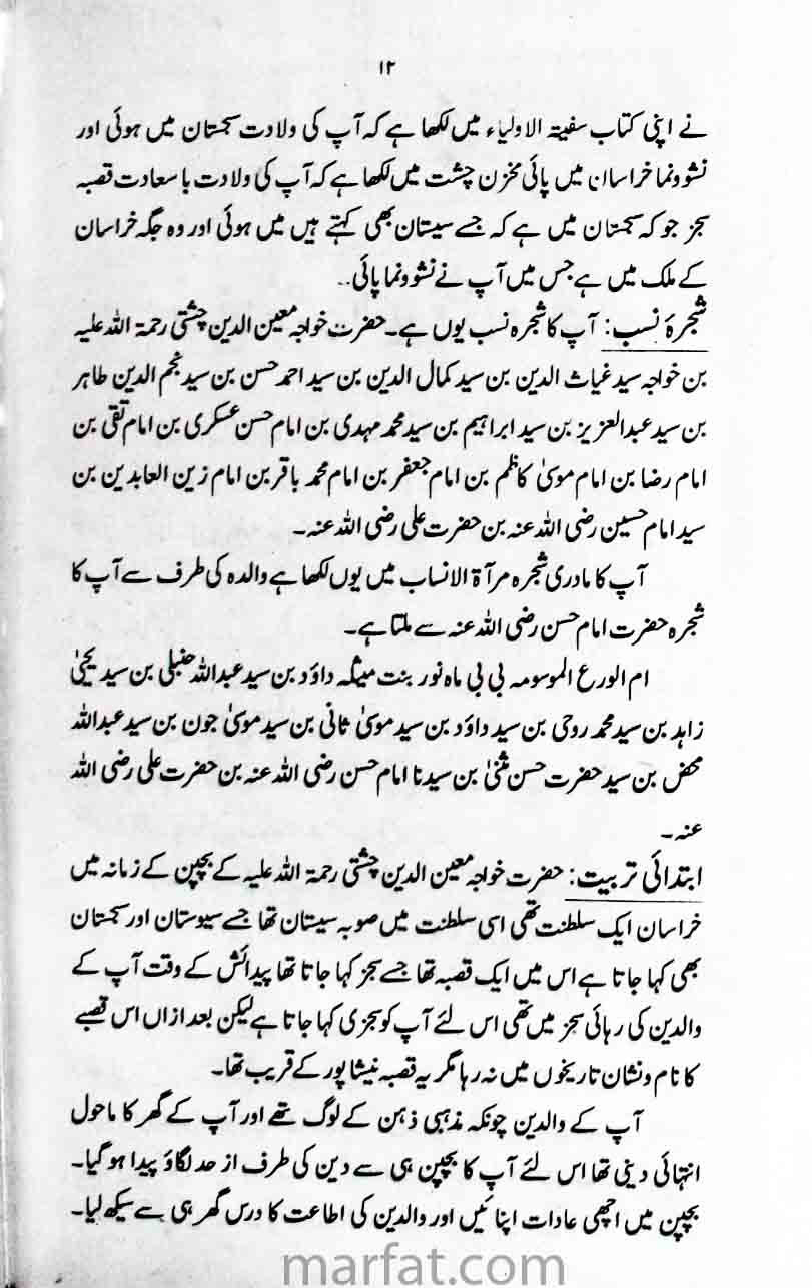 ۱۲
نے اپنی کتاب سفیتہ الاولیاء میں لکھا ہے کہ آپ کی ولادت سجستان میں ہوئی اور
نشوونما خراسان میں پائی مخزن چشت میں لکھا ہے کہ آپ کی ولادت باسعادت قصبہ
سجز جو کہ سجستان میں ہے کہ جسے سیستان بھی کہتے ہیں میں ہوئی اور وہ جگہ خراسان
کے ملک میں ہے جس میں آپ نے نشوونما پائی..
شجرۂ نسب: آپ کا شجرہ نسب یوں ہے۔ حضرت خواجہ معین الدین چشتی رحمۃ اللہ علیہ
بن خواجہ سید غیاث الدین بن سید کمال الدین بن سید احمد حسن بن سید نجم الدین طاہر
بن سید عبدالعزیز بن سید ابراہیم بن سید محمد مہدی بن امام حسن عسکری بن امام تقی بن
امام رضا بن امام موسیٰ کاظم بن امام جعفر بن امام محمد باقر بن امام زین العابدین بن
سید امام حسین رضی اللہ عنہ بن حضرت علی رضی اللہ عنہ۔
آپ کا مادری شجرہ مرآۃ الانساب میں یوں لکھا ہے والدہ کی طرف سے آپ کا
شجرہ حضرت امام حسن رضی اللہ عنہ سے ملتا ہے۔
ام الورع الموسومہ بی بی ماہ نور بنت داؤد بن سید عبداللہ حنبلی بن سید یحییٰ
زاہد بن سید محمد روحی بن سید داؤد بن سید موسیٰ ثانی بن سید موسیٰ جون بن سید عبداللہ
محض بن سید حضرت حسن مثنیٰ بن سیدنا امام حسن رضی اللہ عنہ بن حضرت علی رضی اللہ
عنہ۔
ابتدائی تربیت: حضرت خواجہ معین الدین چشتی رحمۃ اللہ علیہ کے بچپن کے زمانہ میں
خراسان ایک سلطنت تھی اسی سلطنت میں صوبہ سیستان تھا جسے سیوستان اور سجستان
بھی کہا جاتا ہے اس میں ایک قصبہ تھا جسے سجز کہا جاتا تھا پیدائش کے وقت آپ کے
والدین کی رہائی سجز میں تھی اس لئے آپ کو سجزی کہا جاتا ہے لیکن بعد ازاں اس قصبے
کا نام و نشان تاریخوں میں نہ رہا مگر یہ قصبہ نیشاپور کے قریب تھا۔
آپ کے والدین چونکہ مذہبی ذہن کے لوگ تھے اور آپ کے گھر کا ماحول
انتہائی دینی تھا اس لئے آپ کا بچپن ہی سے دین کی طرف از حد لگاؤ پیدا ہو گیا۔
بچپن میں اچھی عادات اپنائیں اور والدین کی اطاعت کا درس گھر ہی سے سیکھ لیا۔
marfat.com